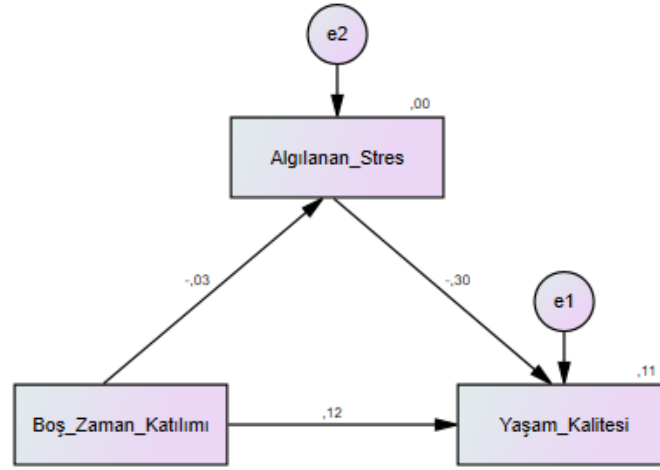 e2
,00
Algılanan_Stres
-,03
-,30
e1
,11
Boş_Zaman_Katılımı
,12
Yaşam_Kalitesi